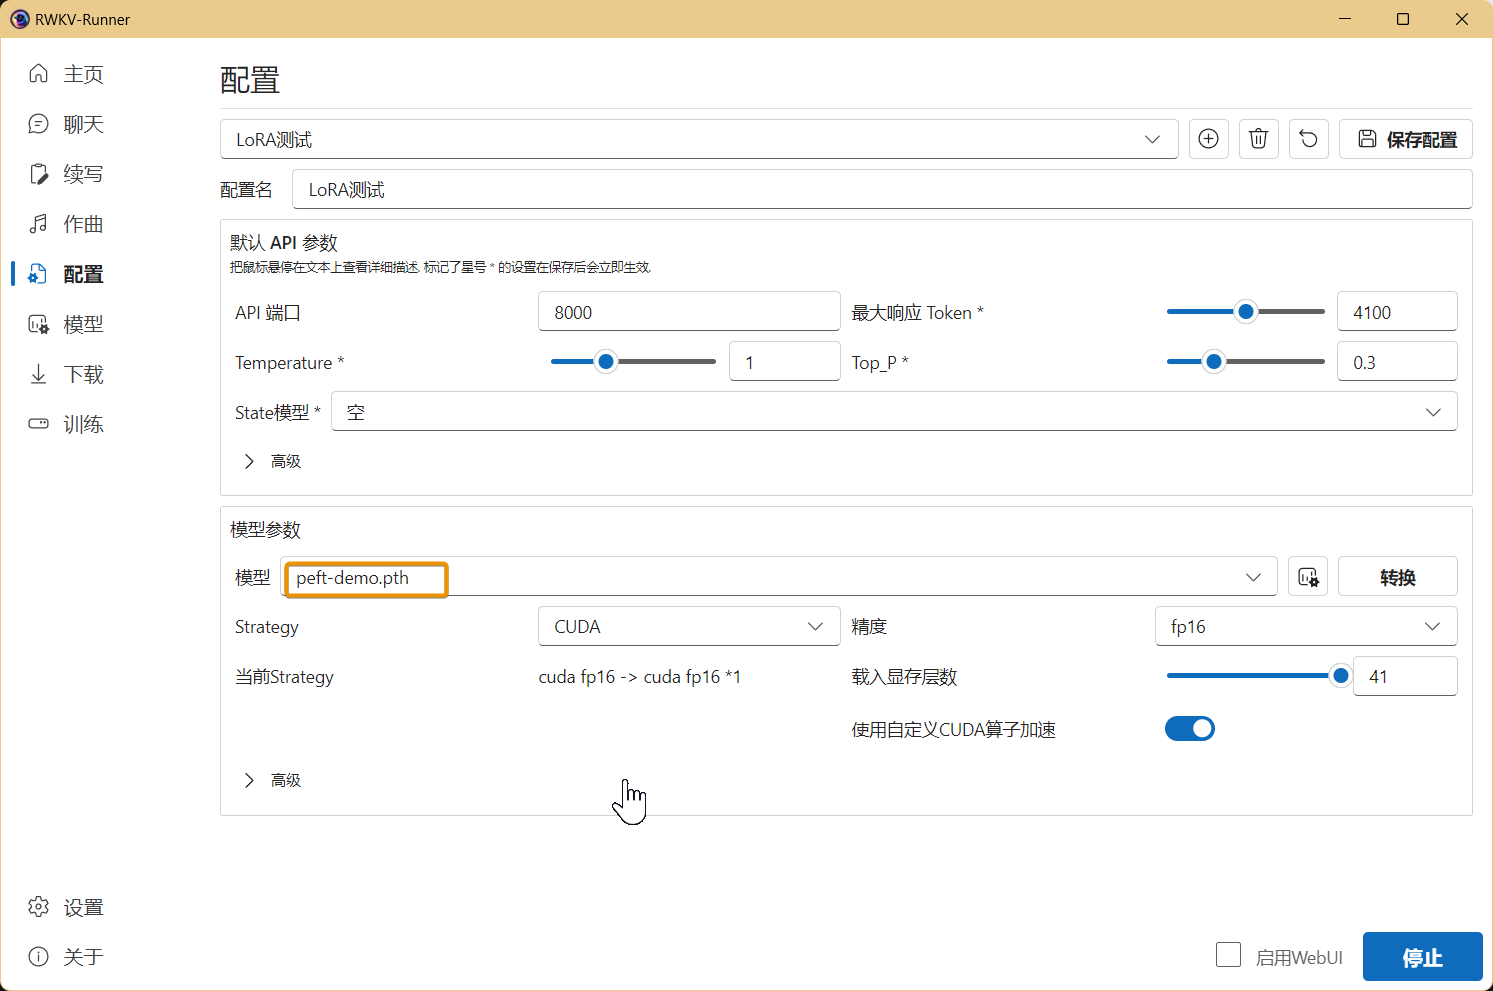 RWKV-Runner
主页
聊天
续写
作曲
配置
模型
下载
训练
设置
关于
配置
LoRA测试
保存配置
配置名 LoRA测试
默认 API 参数
把鼠标悬停在文本上查看详细描述, 标记了星号 * 的设置在保存后会立即生效.
API 端口 8000 最大响应 Token * 4100
Temperature * 1 Top_P * 0.3
State模型 * 空
高级
模型参数
模型 peft-demo.pth 转换
Strategy CUDA 精度 fp16
当前Strategy cuda fp16 -> cuda fp16 *1 载入显存层数 41
使用自定义CUDA算子加速
高级
启用WebUI 停止